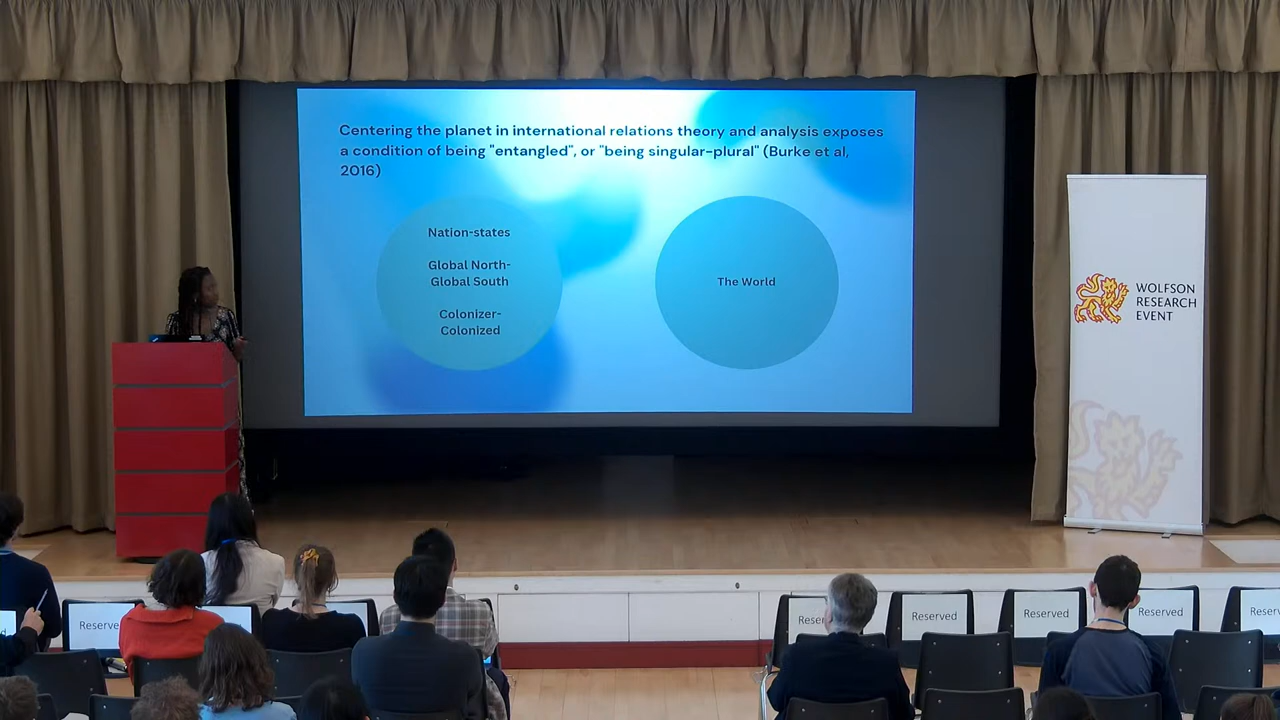 Centering the planet in international relations theory and analysis exposes
a condition of being "entangled", or "being singular-plural" (Burke et al,
2016)
Nation-states
Global North-
Global South
Colonizer-
Colonized
The World
WOLFSON
RESEARCH
EVENT
Reserved
Reserved
Reserved